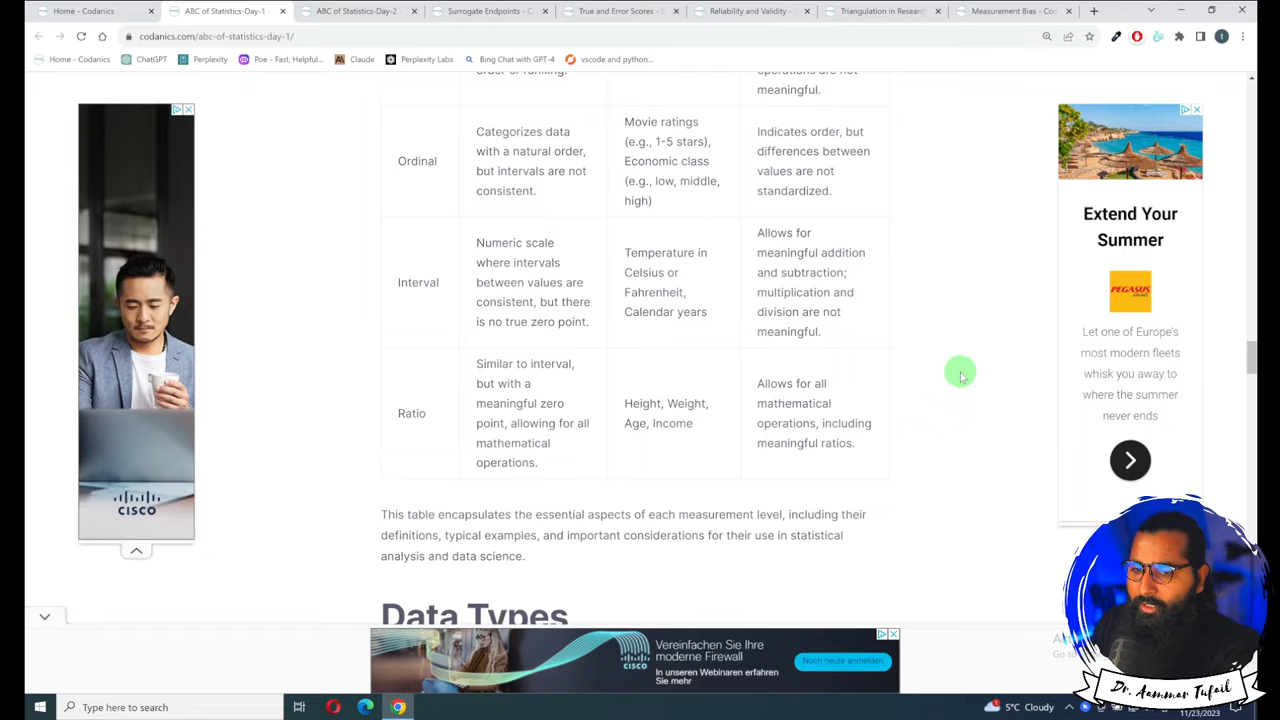 Home - Codanics
ABC of Statistics-Day-1
ABC of Statistics-Day-2 -
Surrogate Endpoints - Co
True and Error Scores - C
Reliability and Validity -
Triangulation in Research
Measurement Bias - Cod
codanics.com/abc-of-statistics-day-1/
Home - Codanics
ChatGPT
Perplexity
Poe - Fast, Helpful...
Claude
Perplexity Labs
Bing Chat with GPT-4
vscode and python...
order or ranking.
operations are not
meaningful.
Ordinal
Categorizes data
with a natural order,
but intervals are not
consistent.
Movie ratings
(e.g., 1-5 stars),
Economic class
(e.g., low, middle,
high)
Indicates order, but
differences between
values are not
standardized.
Interval
Numeric scale
where intervals
between values are
consistent, but there
is no true zero point.
Temperature in
Celsius or
Fahrenheit,
Calendar years
Allows for
meaningful addition
and subtraction;
multiplication and
division are not
meaningful.
Ratio
Similar to interval,
but with a
meaningful zero
point, allowing for all
mathematical
operations.
Height, Weight,
Age, Income
Allows for all
mathematical
operations, including
meaningful ratios.
This table encapsulates the essential aspects of each measurement level, including their
definitions, typical examples, and important considerations for their use in statistical
analysis and data science.
Data Types
CISCO
Extend Your
Summer
PEGASUS
Let one of Europe's
most modern fleets
whisk you away to
where the summer
never ends
CISCO
Vereinfachen Sie Ihre
moderne Firewall
In unseren Webinaren erfahren
Sie mehr
Noch heute anmelden
Go to
Dr. Aammar Tufail
Type here to search
5°C Cloudy
11/23/2023